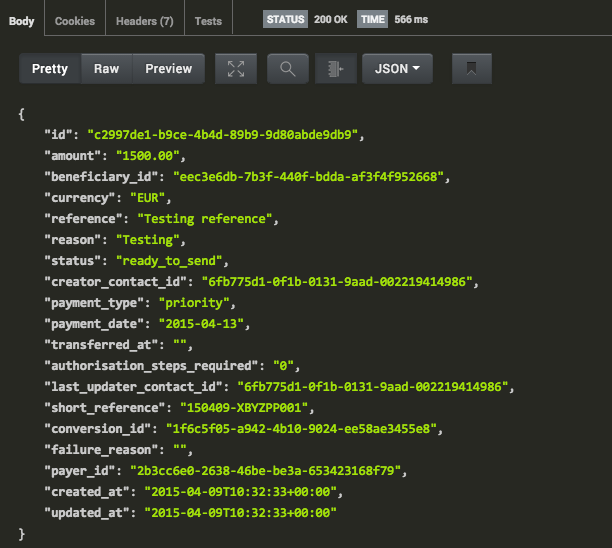 Body Cookies Headers (7) Tests STATUS 200 OK TIME 566 ms
Pretty Raw Preview JSON
{
"id": "c2997de1-b9ce-4b4d-89b9-9d80abde9db9",
"amount": "1500.00",
"beneficiary_id": "eec3e6db-7b3f-440f-bdda-af3f4f952668",
"currency": "EUR",
"reference": "Testing reference",
"reason": "Testing",
"status": "ready_to_send",
"creator_contact_id": "6fb775d1-0f1b-0131-9aad-002219414986",
"payment_type": "priority",
"payment_date": "2015-04-13",
"transferred_at": "",
"authorisation_steps_required": "0",
"last_updater_contact_id": "6fb775d1-0f1b-0131-9aad-002219414986",
"short_reference": "150409-XBYZPP001",
"conversion_id": "1f6c5f05-a942-4b10-9024-ee58ae3455e8",
"failure_reason": "",
"payer_id": "2b3cc6e0-2638-46be-be3a-653423168f79",
"created_at": "2015-04-09T10:32:33+00:00",
"updated_at": "2015-04-09T10:32:33+00:00"
}